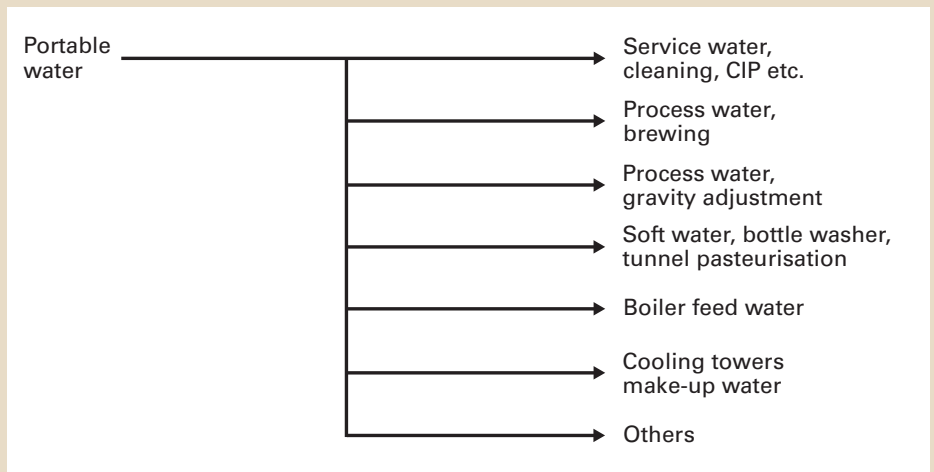 Portable
water
Service water,
cleaning, CIP etc.
Process water,
brewing
Process water,
gravity adjustment
Soft water, bottle washer,
tunnel pasteurisation
Boiler feed water
Cooling towers
make-up water
Others